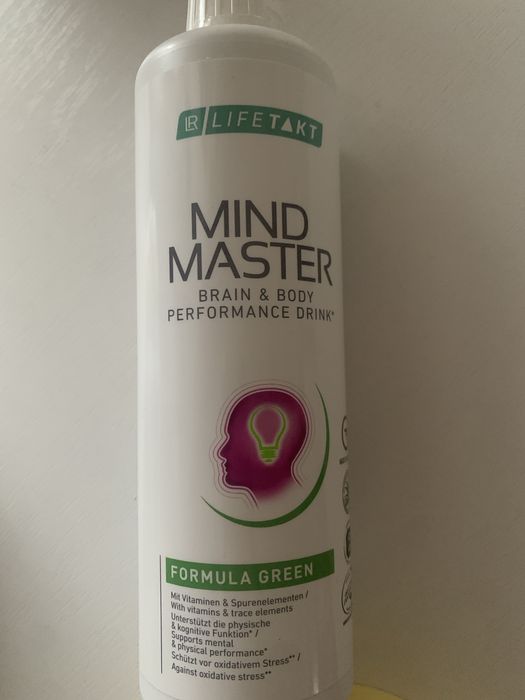 LR LIFETAKT
MIND
MASTER
BRAIN & BODY
PERFORMANCE DRINK*
FORMULA GREEN
Mit Vitaminen & Spurenelementen /
With vitamins & trace elements
Unterstützt die physische
& kognitive Funktion* /
Supports mental
& physical performance*
Schützt vor oxidativem Stress** /
Against oxidative stress**